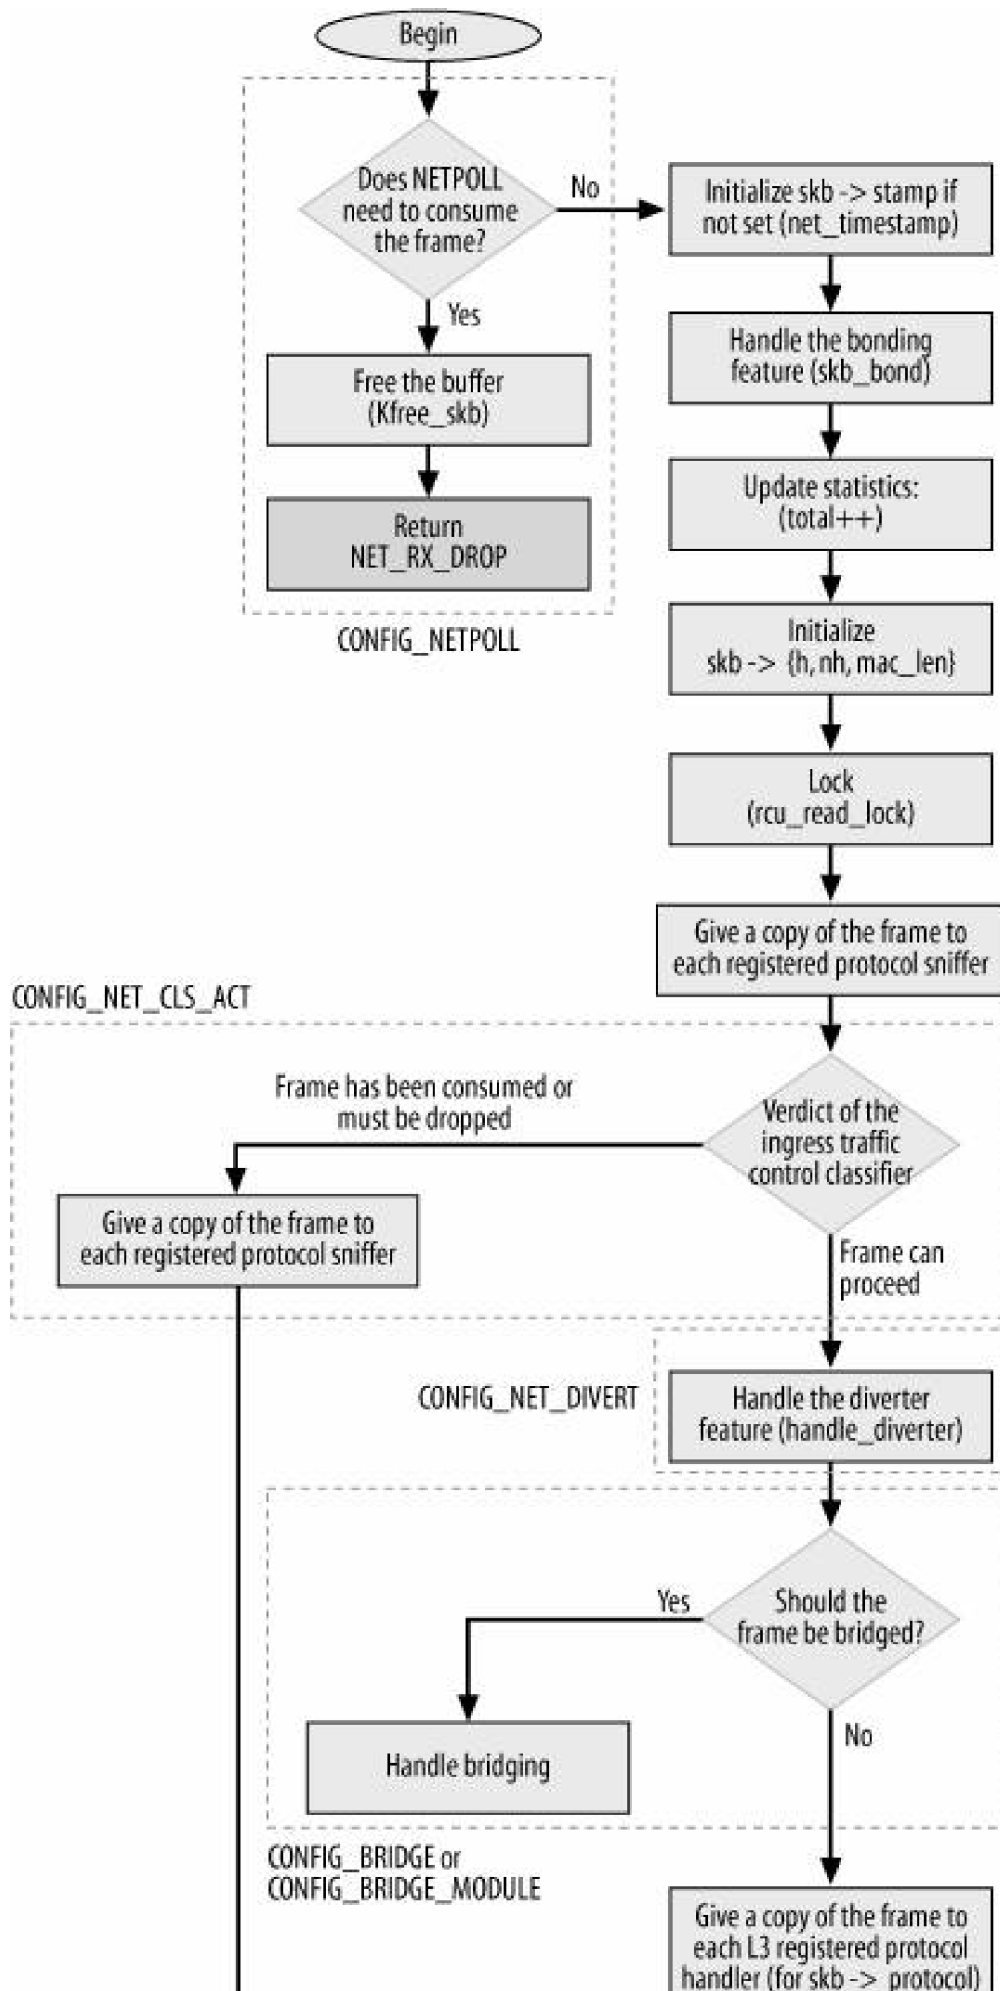 Begin
Does NETPOLL
need to consume
the frame?
No
Initialize skb -> stamp if
not set (net_timestamp)
Yes
Handle the bonding
feature (skb_bond)
Free the buffer
(Kfree_skb)
Update statistics:
(total++)
Return
NET_RX_DROP
CONFIG_NETPOLL
Initialize
skb -> {h, nh, mac_len}
Lock
(rcu_read_lock)
Give a copy of the frame to
each registered protocol sniffer
CONFIG_NET_CLS_ACT
Frame has been consumed or
must be dropped
Verdict of the
ingress traffic
control classifier
Give a copy of the frame to
each registered protocol sniffer
Frame can
proceed
CONFIG_NET_DIVERT
Handle the diverter
feature (handle_diverter)
Yes
Should the
frame be bridged?
No
Handle bridging
CONFIG_BRIDGE or
CONFIG_BRIDGE_MODULE
Give a copy of the frame to
each L3 registered protocol
handler (for skb -> protocol)